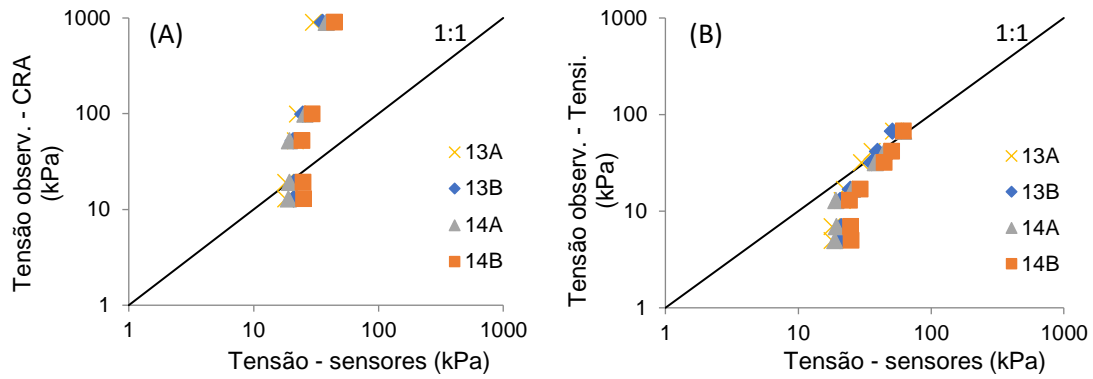 (A)
1:1
Tensão observ. - CRA
(kPa)
1000
100
10
1
13A
13B
14A
14B
1
10
100
1000
Tensão - sensores (kPa)
(B)
1:1
Tensão observ. - Tensi.
(kPa)
1000
100
10
1
13A
13B
14A
14B
1
10
100
1000
Tensão - sensores (kPa)